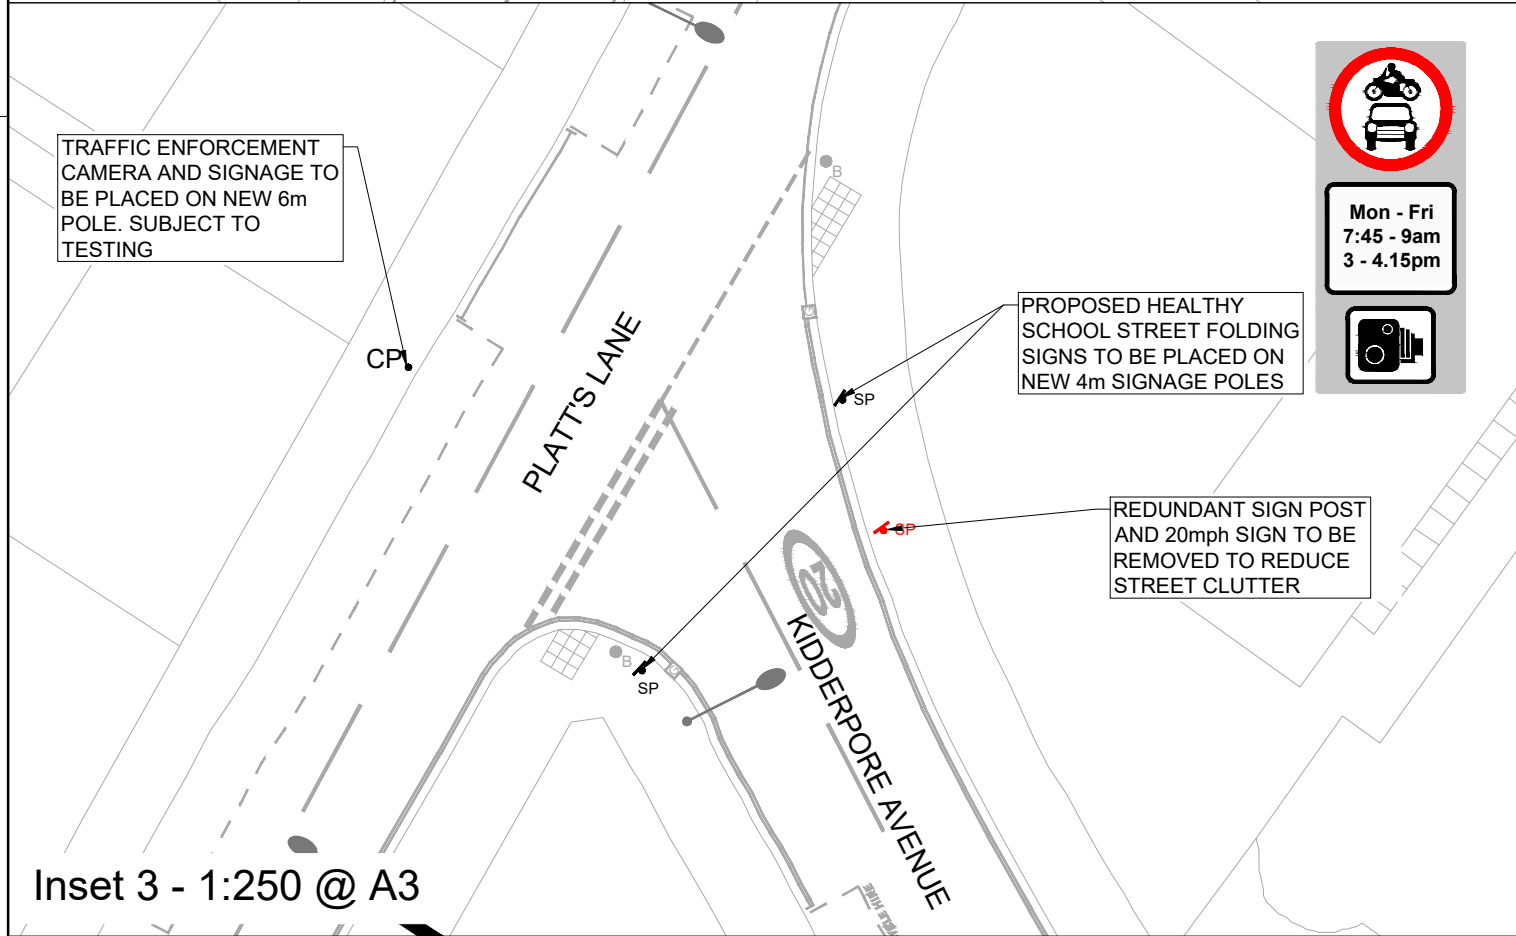 TRAFFIC ENFORCEMENT
CAMERA AND SIGNAGE TO
BE PLACED ON NEW 6m
POLE. SUBJECT TO
TESTING
CP
PLATT'S LANE
B
Mon - Fri
7:45 - 9am
3 - 4.15pm
PROPOSED HEALTHY
SCHOOL STREET FOLDING
SIGNS TO BE PLACED ON
NEW 4m SIGNAGE POLES
G
SP
REDUNDANT SIGN POST
AND 20mph SIGN TO BE
REMOVED TO REDUCE
STREET CLUTTER
SP
20
B
G
SP
KIDDERPORE AVENUE
Inset 3 - 1:250 @ A3